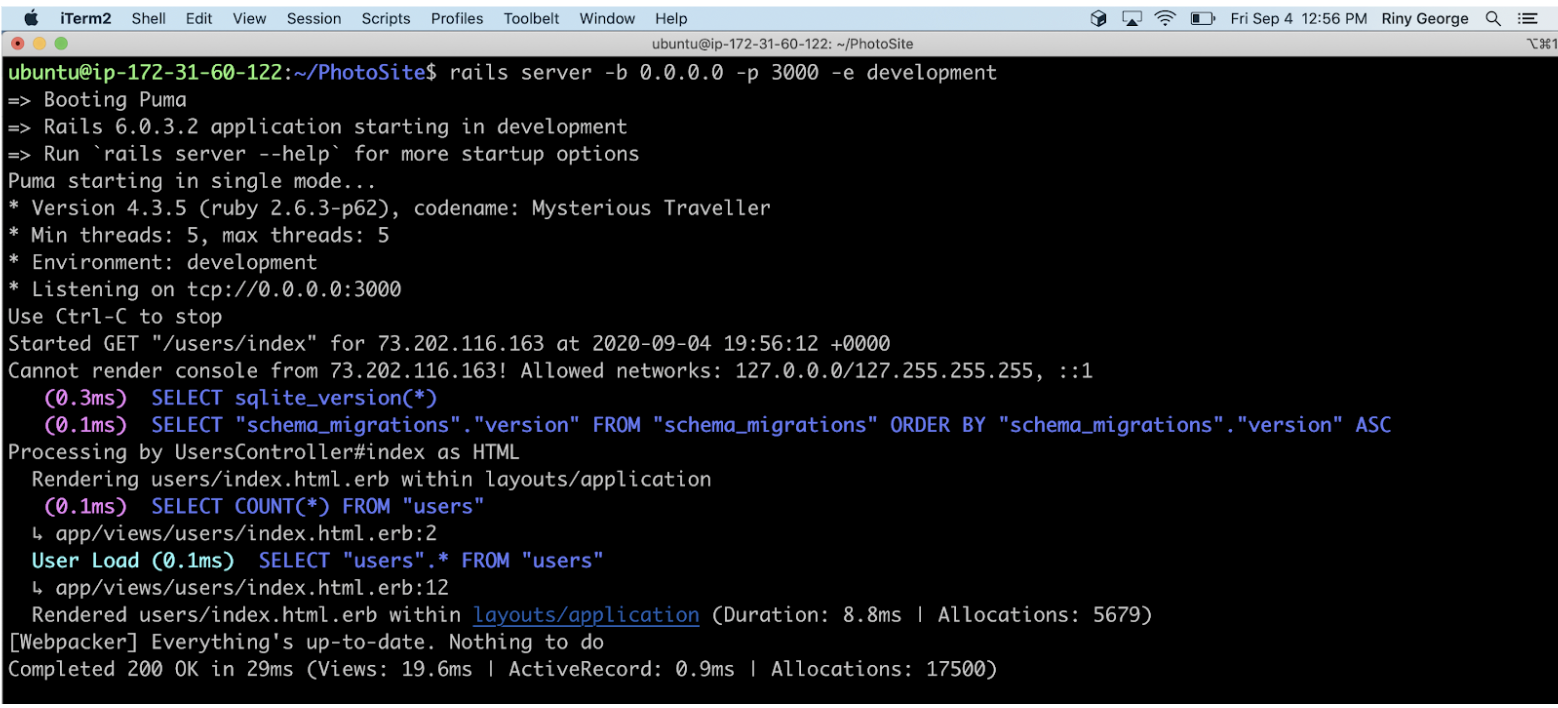 iTerm2 Shell Edit View Session Scripts Profiles Toolbelt Window Help Fri Sep 4 12:56 PM Riny George
ubuntu@ip-172-31-60-122: ~/PhotoSite ⌥⌘1
ubuntu@ip-172-31-60-122:~/PhotoSite$ rails server -b 0.0.0.0 -p 3000 -e development
=> Booting Puma
=> Rails 6.0.3.2 application starting in development
=> Run `rails server --help` for more startup options
Puma starting in single mode...
* Version 4.3.5 (ruby 2.6.3-p62), codename: Mysterious Traveller
* Min threads: 5, max threads: 5
* Environment: development
* Listening on tcp://0.0.0.0:3000
Use Ctrl-C to stop
Started GET "/users/index" for 73.202.116.163 at 2020-09-04 19:56:12 +0000
Cannot render console from 73.202.116.163! Allowed networks: 127.0.0.0/127.255.255.255, ::1
(0.3ms) SELECT sqlite_version(*)
(0.1ms) SELECT "schema_migrations"."version" FROM "schema_migrations" ORDER BY "schema_migrations"."version" ASC
Processing by UsersController#index as HTML
Rendering users/index.html.erb within layouts/application
(0.1ms) SELECT COUNT(*) FROM "users"
↳ app/views/users/index.html.erb:2
User Load (0.1ms) SELECT "users".* FROM "users"
↳ app/views/users/index.html.erb:12
Rendered users/index.html.erb within layouts/application (Duration: 8.8ms | Allocations: 5679)
[Webpacker] Everything's up-to-date. Nothing to do
Completed 200 OK in 29ms (Views: 19.6ms | ActiveRecord: 0.9ms | Allocations: 17500)